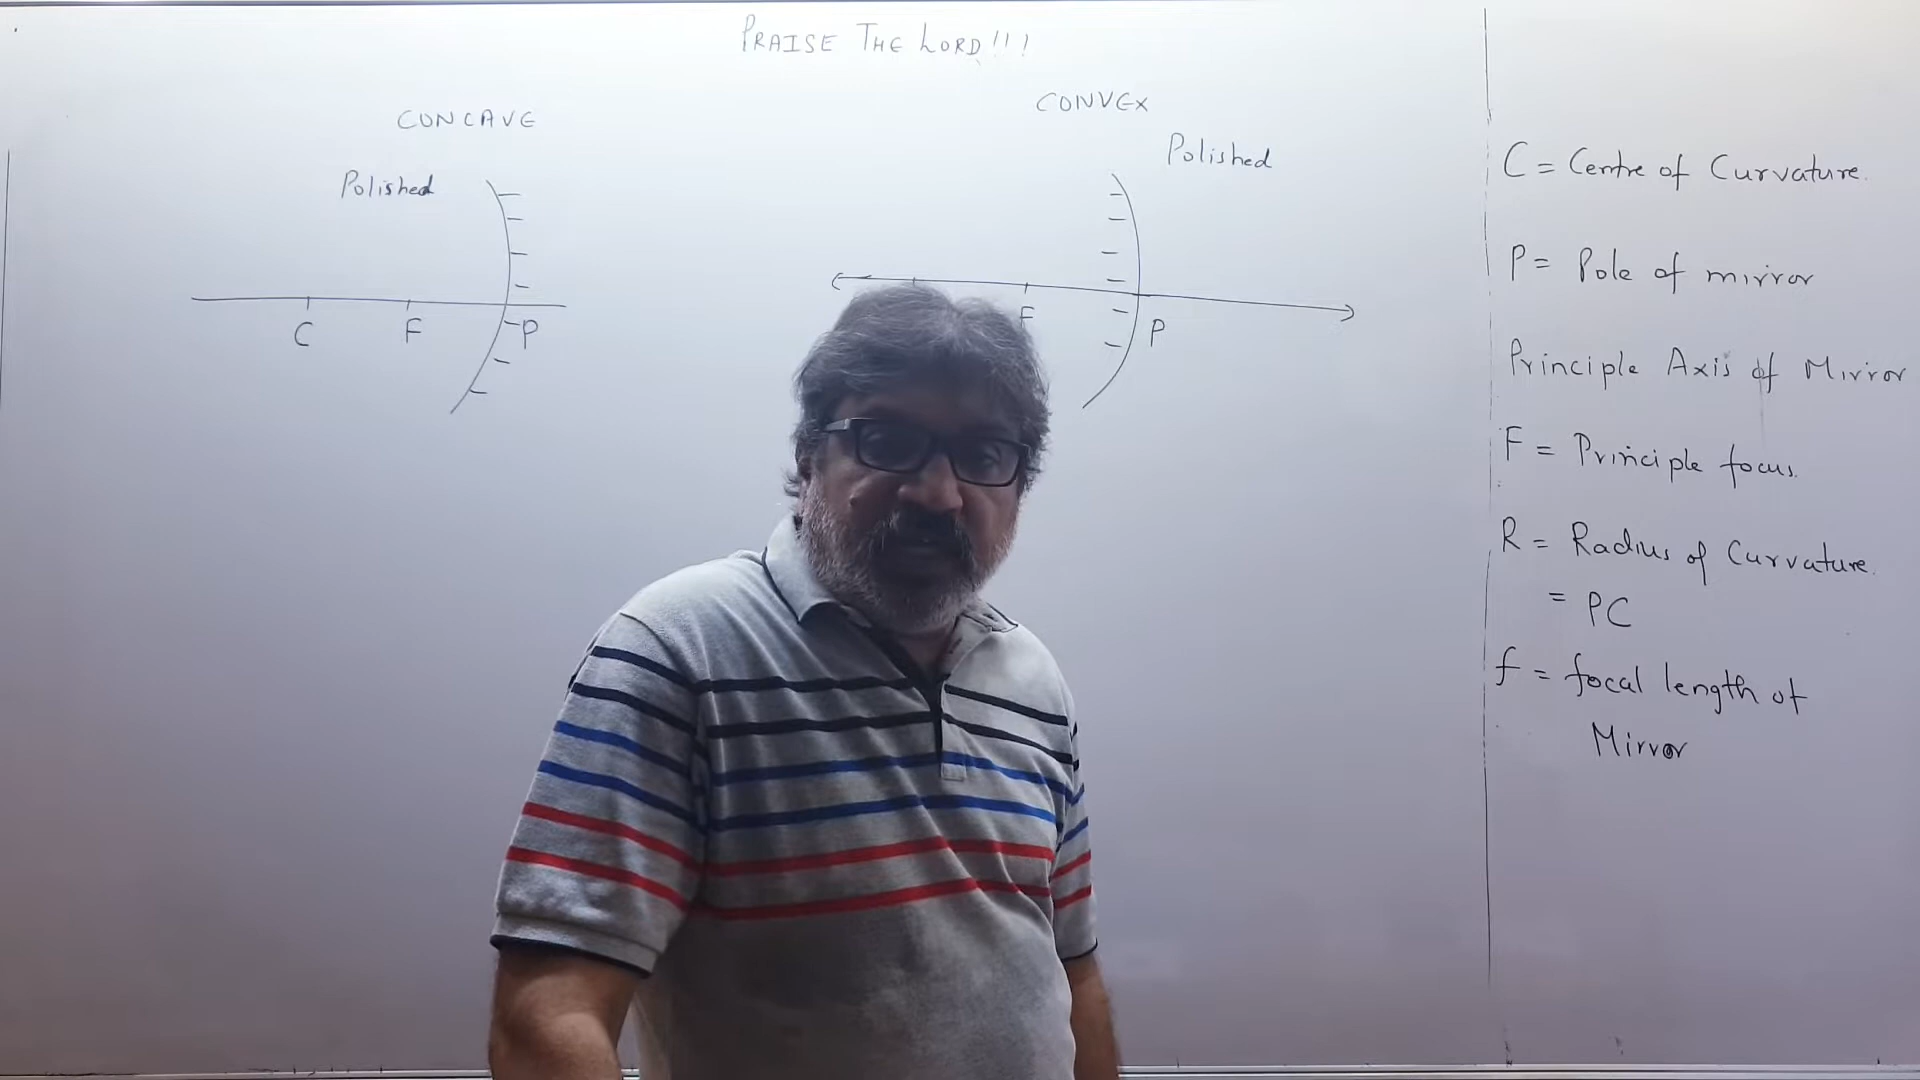 PRAISE THE LORD!!!
CONCAVE
Polished
C F P
CONVEX
Polished
F P
C = Centre of Curvature.
P = Pole of mirror
Principle Axis of Mirror
F = Principle focus.
R = Radius of Curvature.
= PC
f = focal length of
Mirror